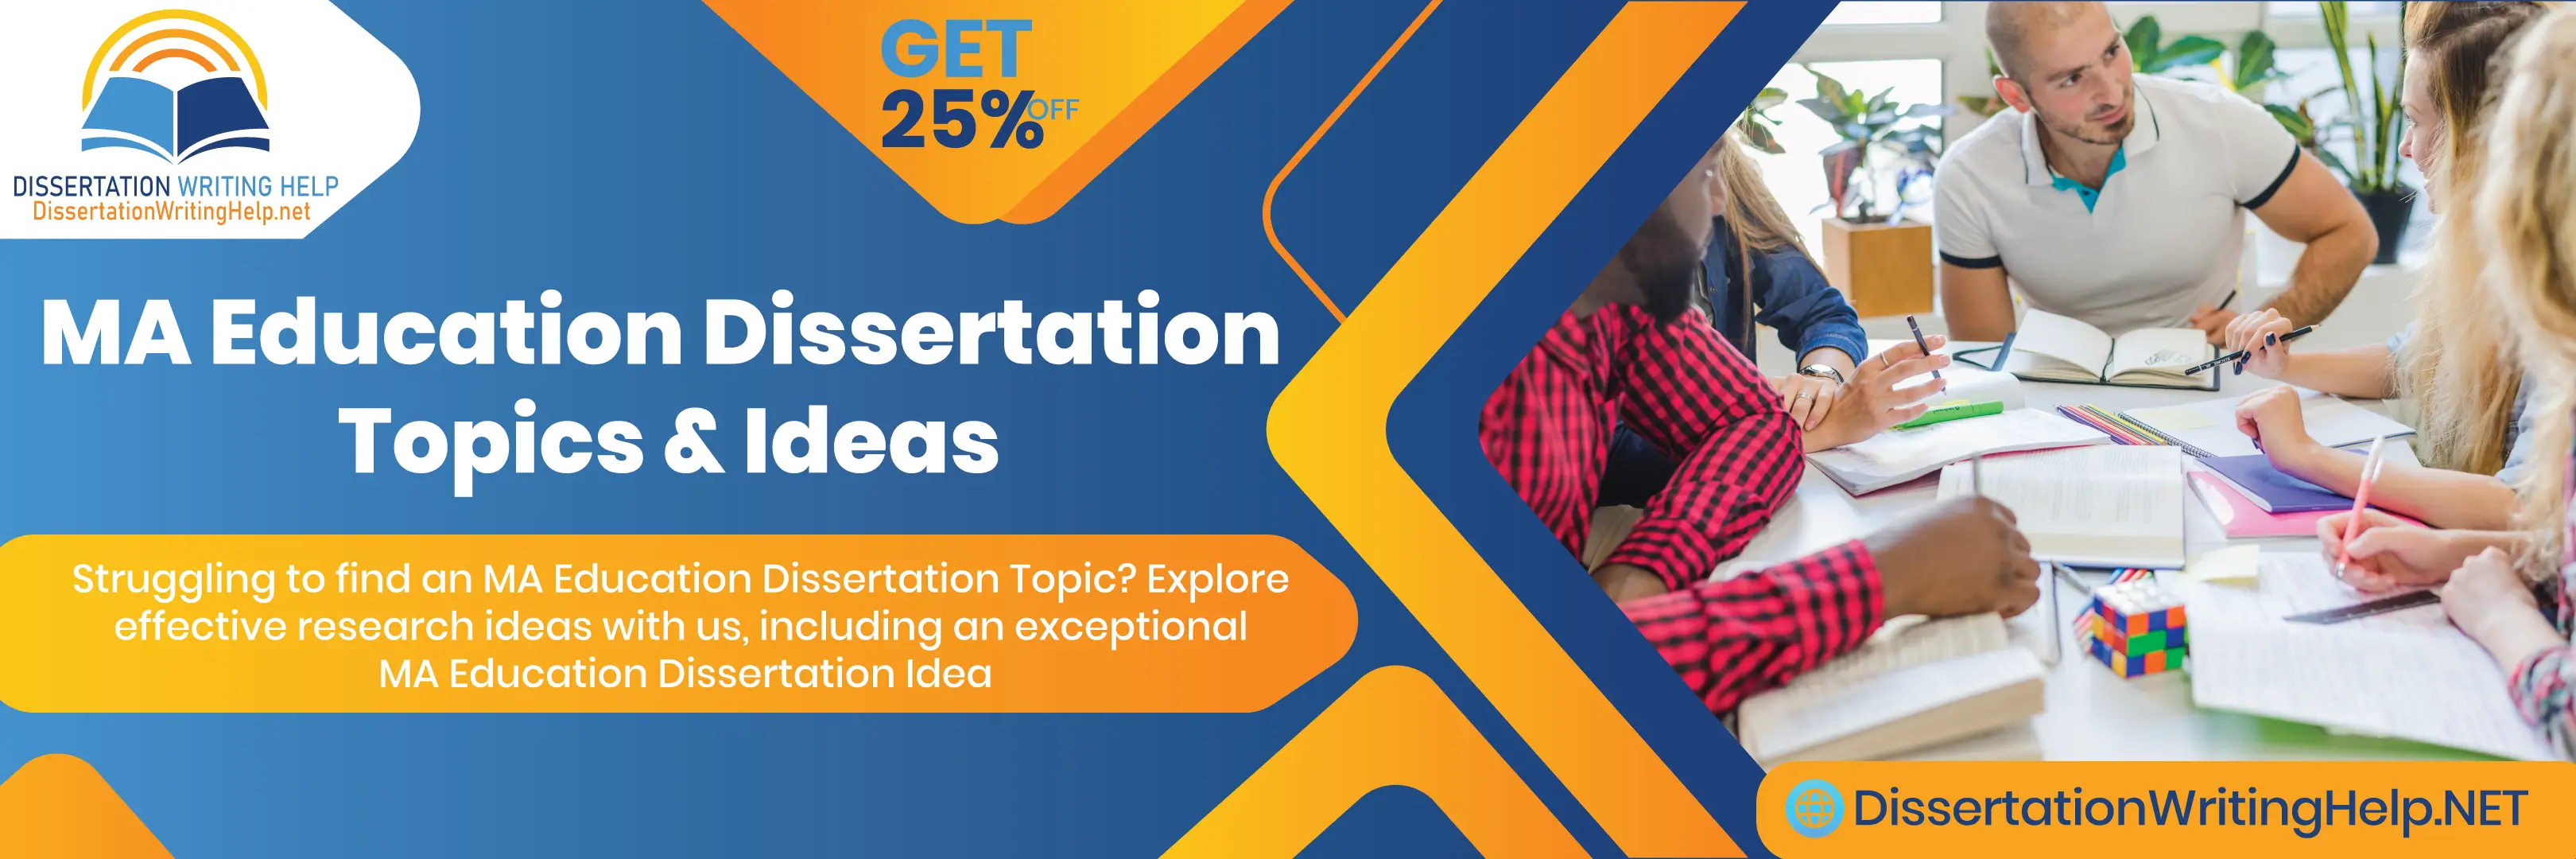 DISSERTATION WRITING HELP
DissertationWritingHelp.net
GET
25% OFF
MA Education Dissertation
Topics & Ideas
Struggling to find an MA Education Dissertation Topic? Explore
effective research ideas with us, including an exceptional
MA Education Dissertation Idea
DissertationWritingHelp.NET